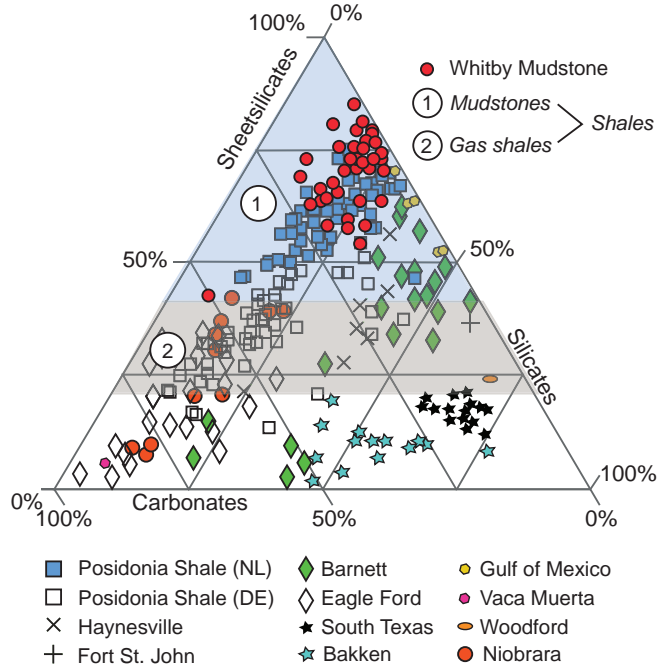 100%
0%
Sheetsilicates
Whitby Mudstone
1 Mudstones
2 Gas shales
Shales
1
50%
50%
2
Silicates
0%
100%
Carbonates
50%
100%
0%
Posidonia Shale (NL)
Posidonia Shale (DE)
Haynesville
Fort St. John
Barnett
Eagle Ford
South Texas
Bakken
Gulf of Mexico
Vaca Muerta
Woodford
Niobrara